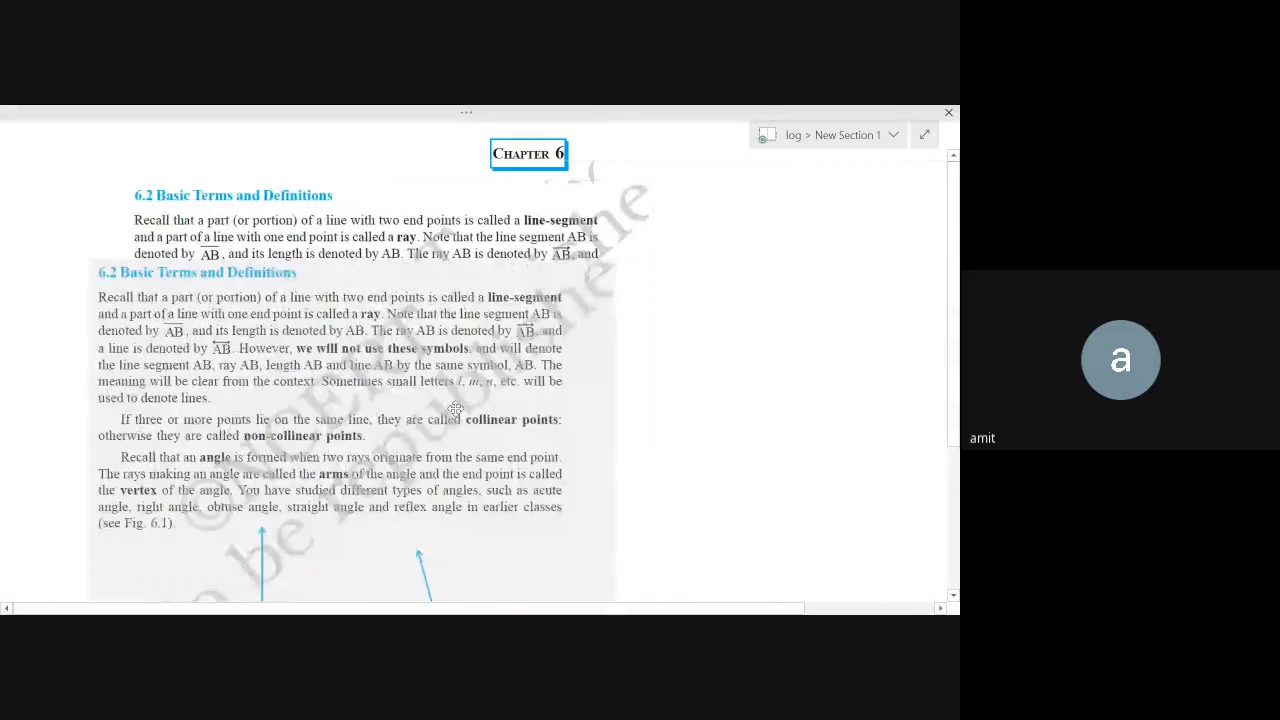 ...
log > New Section 1
CHAPTER 6
6.2 Basic Terms and Definitions
Recall that a part (or portion) of a line with two end points is called a line-segment
and a part of a line with one end point is called a ray. Note that the line segment AB is
denoted by AB, and its length is denoted by AB. The ray AB is denoted by AB, and
6.2 Basic Terms and Definitions
Recall that a part (or portion) of a line with two end points is called a line-segment
and a part of a line with one end point is called a ray. Note that the line segment AB is
denoted by AB, and its length is denoted by AB. The ray AB is denoted by AB, and
a line is denoted by AB. However, we will not use these symbols, and will denote
the line segment AB, ray AB, length AB and line AB by the same symbol, AB. The
meaning will be clear from the context. Sometimes small letters l, m, n, etc. will be
used to denote lines.
If three or more points lie on the same line, they are called collinear points;
otherwise they are called non-collinear points.
Recall that an angle is formed when two rays originate from the same end point.
The rays making an angle are called the arms of the angle and the end point is called
the vertex of the angle. You have studied different types of angles, such as acute
angle, right angle, obtuse angle, straight angle and reflex angle in earlier classes
(see Fig. 6.1).
©NCERT
be republishe
a
amit